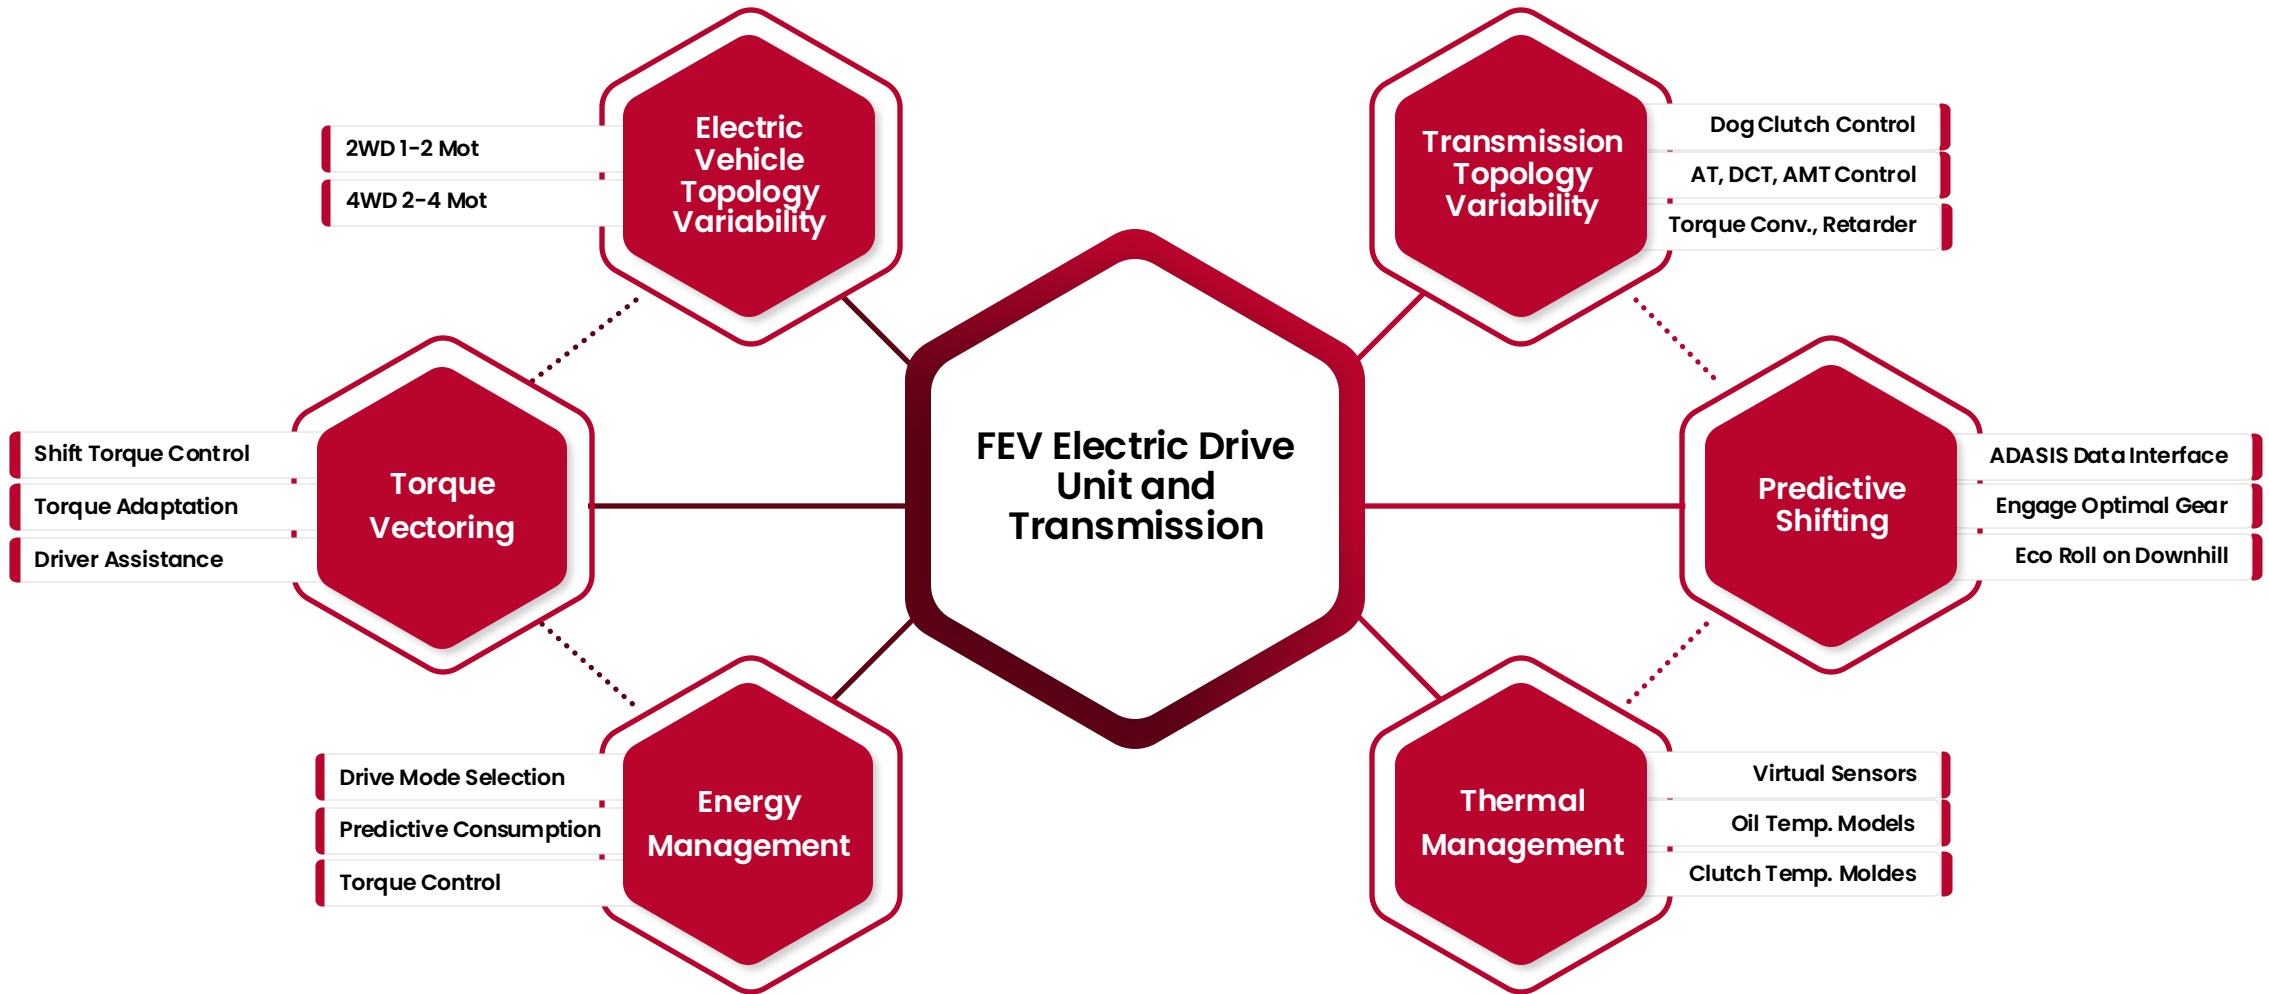 Electric
Vehicle
Topology
Variability
2WD 1-2 Mot
4WD 2-4 Mot
Transmission
Topology
Variability
Dog Clutch Control
AT, DCT, AMT Control
Torque Conv., Retarder
Torque
Vectoring
Shift Torque Control
Torque Adaptation
Driver Assistance
FEV Electric Drive
Unit and
Transmission
Predictive
Shifting
ADASIS Data Interface
Engage Optimal Gear
Eco Roll on Downhill
Energy
Management
Drive Mode Selection
Predictive Consumption
Torque Control
Thermal
Management
Virtual Sensors
Oil Temp. Models
Clutch Temp. Moldes